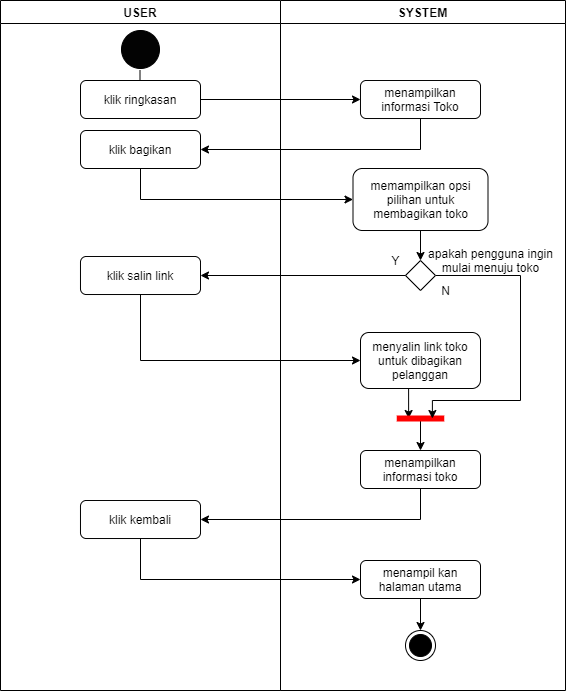 USER
SYSTEM
klik ringkasan
menampilkan
informasi Toko
klik bagikan
memampilkan opsi
pilihan untuk
membagikan toko
apakah pengguna ingin
mulai menuju toko
Y
N
klik salin link
menyalin link toko
untuk dibagikan
pelanggan
menampilkan
informasi toko
klik kembali
menampil kan
halaman utama